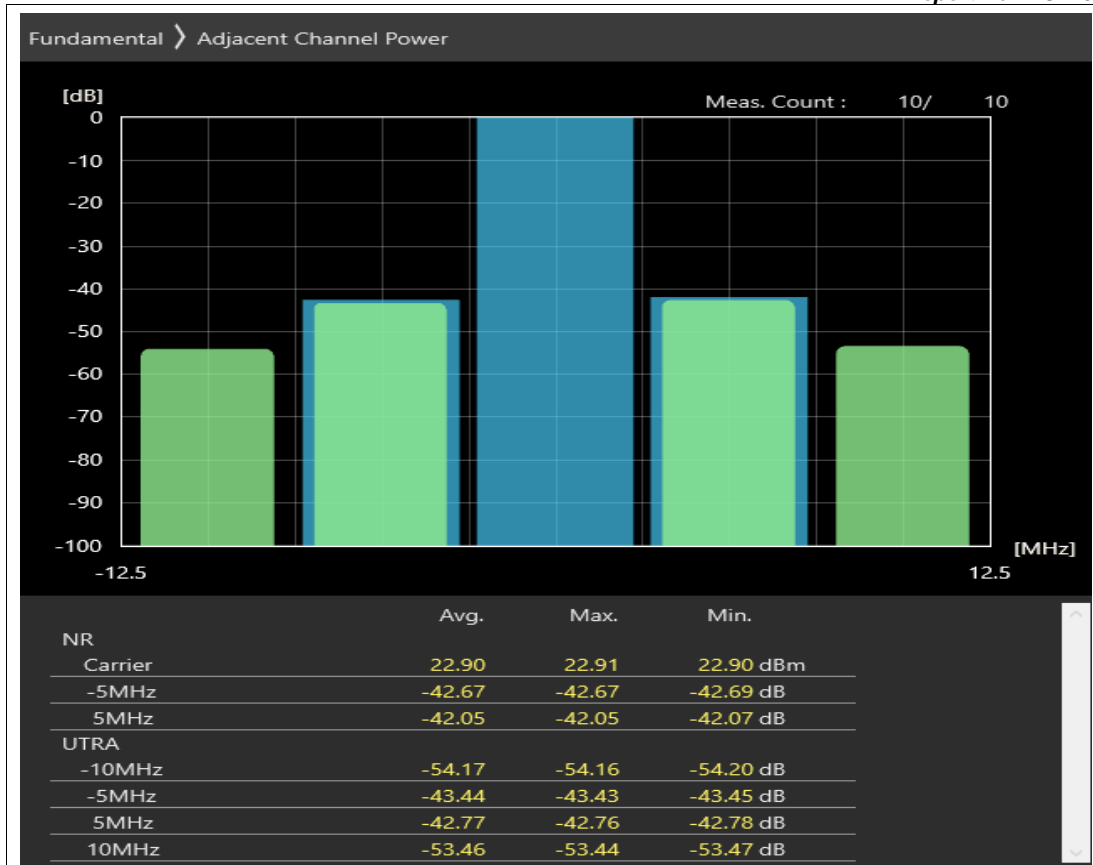 Fundamental ❯ Adjacent Channel Power
[dB]
Meas. Count : 10/ 10
0
-10
-20
-30
-40
-50
-60
-70
-80
-90
-100
[MHz]
-12.5 12.5
Avg. Max. Min.
NR
Carrier 22.90 22.91 22.90 dBm
-5MHz -42.67 -42.67 -42.69 dB
5MHz -42.05 -42.05 -42.07 dB
UTRA
-10MHz -54.17 -54.16 -54.20 dB
-5MHz -43.44 -43.43 -43.45 dB
5MHz -42.77 -42.76 -42.78 dB
10MHz -53.46 -53.44 -53.47 dB